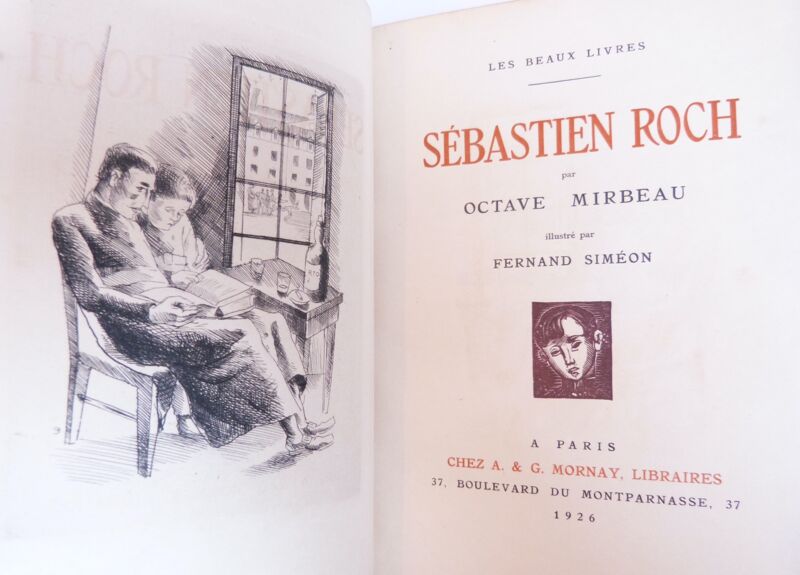 LES BEAUX LIVRES
SÉBASTIEN ROCH
par
OCTAVE MIRBEAU
illustré par
FERNAND SIMÉON
A PARIS
CHEZ A. & G. MORNAY, LIBRAIRES
37, BOULEVARD DU MONTPARNASSE, 37
1926